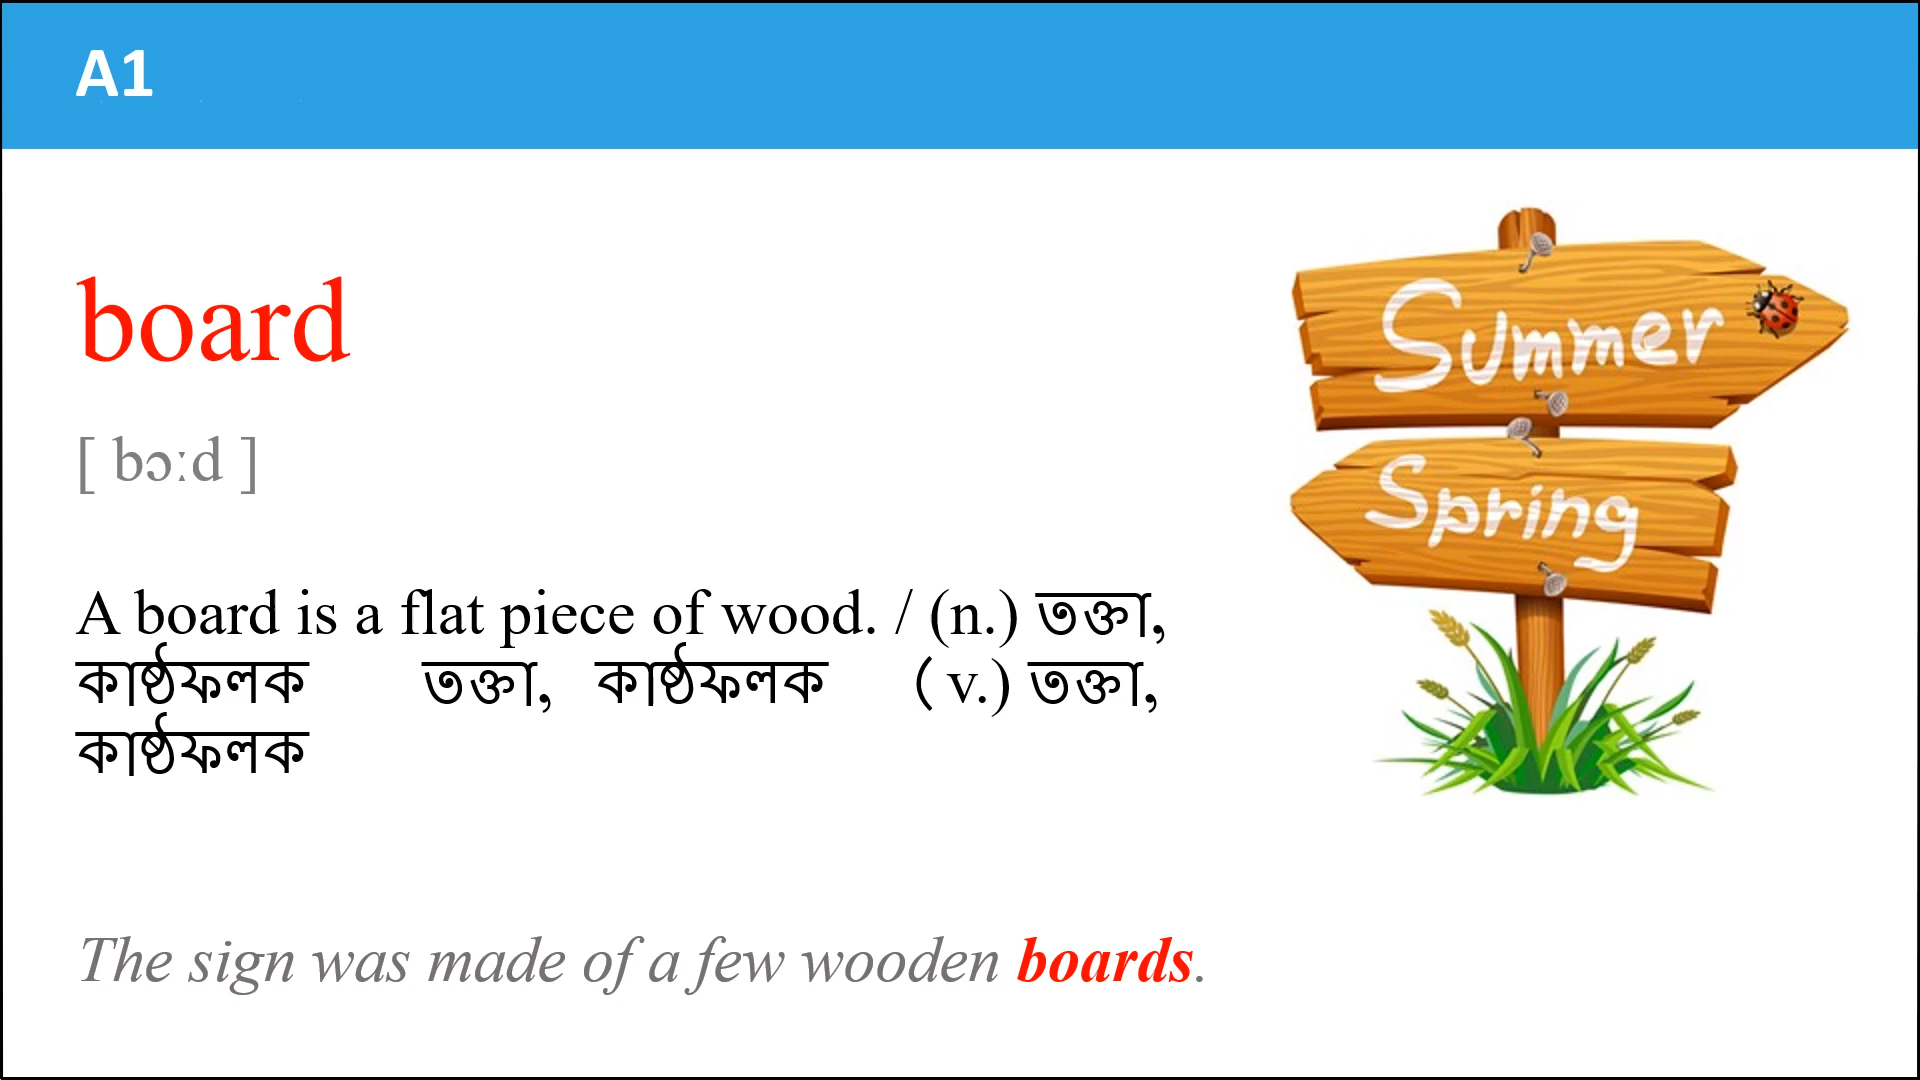 A1
board
[ bɔːd ]
A board is a flat piece of wood. / (n.) তক্তা,
কাষ্ঠফলক তক্তা, কাষ্ঠফলক ( v.) তক্তা,
কাষ্ঠফলক
The sign was made of a few wooden boards.
Summer
Spring